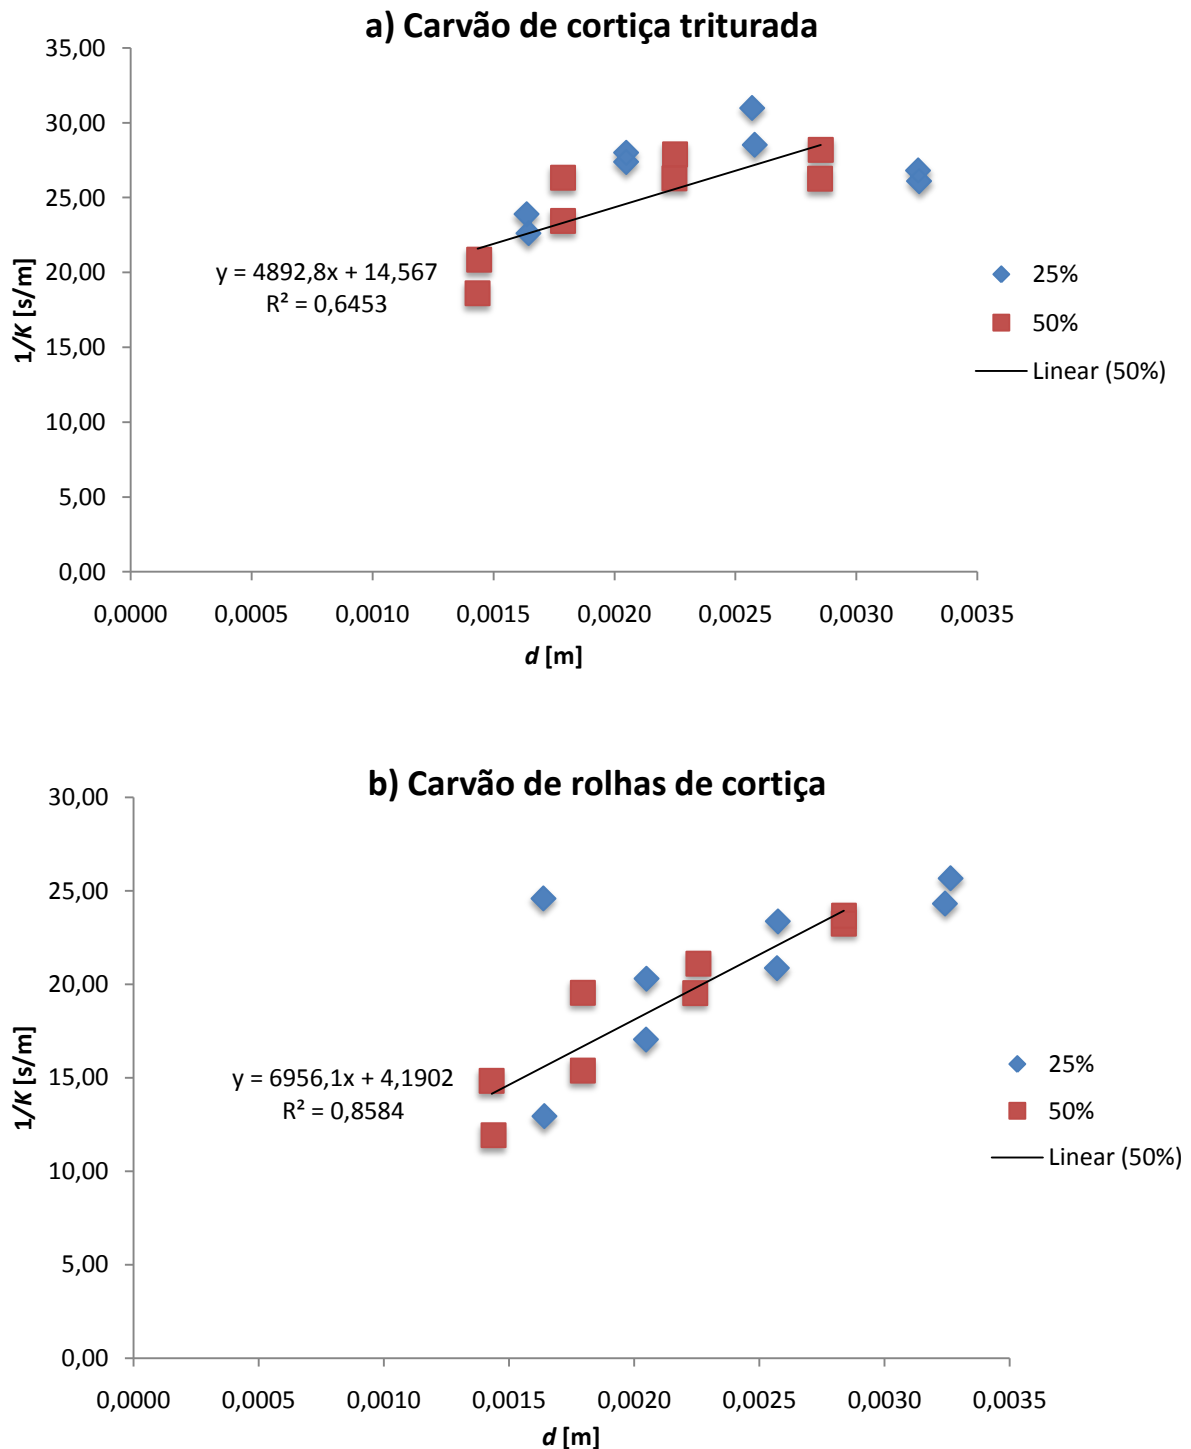 a) Carvão de cortiça triturada
35,00
30,00
25,00
20,00
15,00
10,00
5,00
0,00
1/K [s/m]
y = 4892,8x + 14,567
R² = 0,6453
25%
50%
Linear (50%)
0,0000 0,0005 0,0010 0,0015 0,0020 0,0025 0,0030 0,0035
d [m]
b) Carvão de rolhas de cortiça
30,00
25,00
20,00
15,00
10,00
5,00
0,00
1/K [s/m]
y = 6956,1x + 4,1902
R² = 0,8584
25%
50%
Linear (50%)
0,0000 0,0005 0,0010 0,0015 0,0020 0,0025 0,0030 0,0035
d [m]